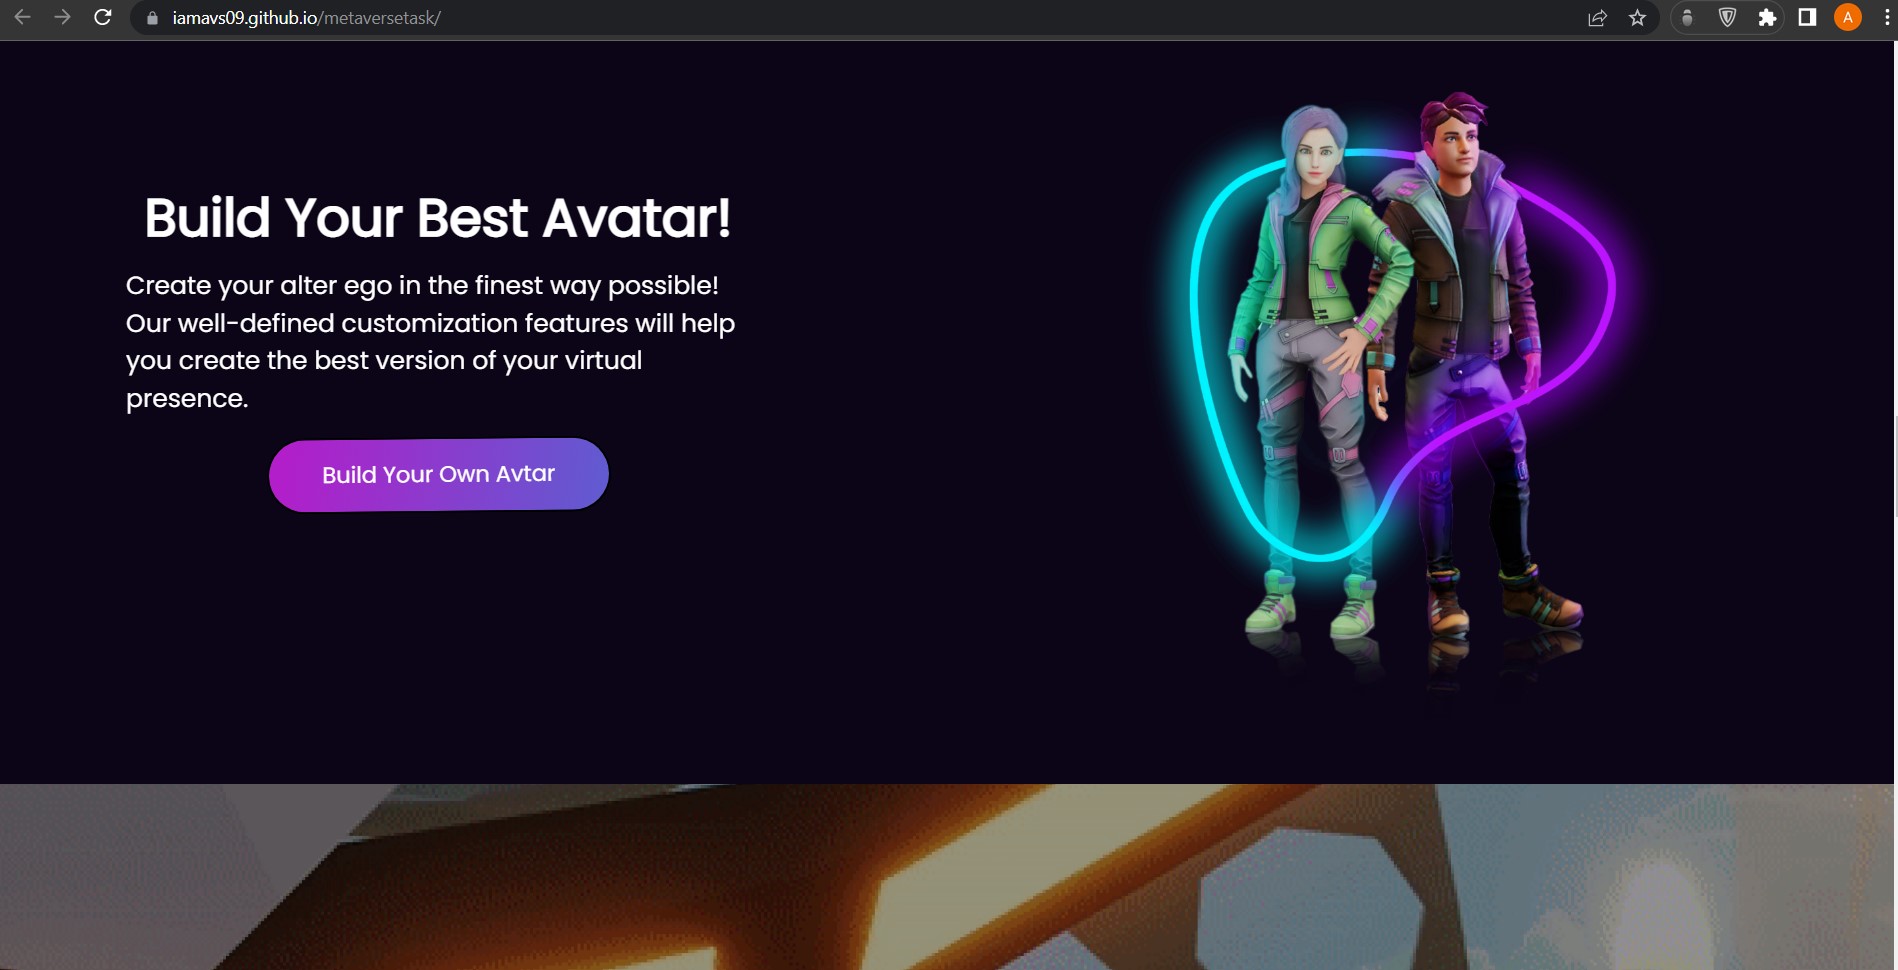 iamavs09.github.io/metaversetask/
A
Build Your Best Avatar!
Create your alter ego in the finest way possible!
Our well-defined customization features will help
you create the best version of your virtual
presence.
Build Your Own Avtar